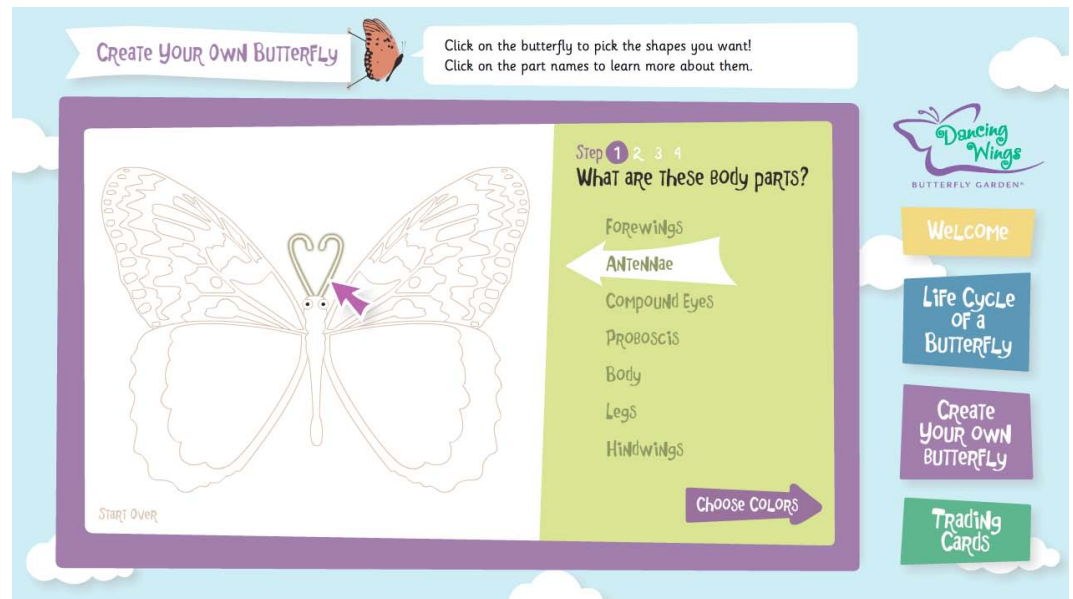 Create Your Own Butterfly
Click on the butterfly to pick the shapes you want!
Click on the part names to learn more about them.
Step 1 2 3 4
What are these body parts?
Forewings
Antennae
Compound Eyes
Proboscis
Body
Legs
Hindwings
Choose Colors
Start Over
Dancing
Wings
BUTTERFLY GARDEN®
Welcome
Life Cycle
of a
Butterfly
Create
Your Own
Butterfly
Trading
Cards